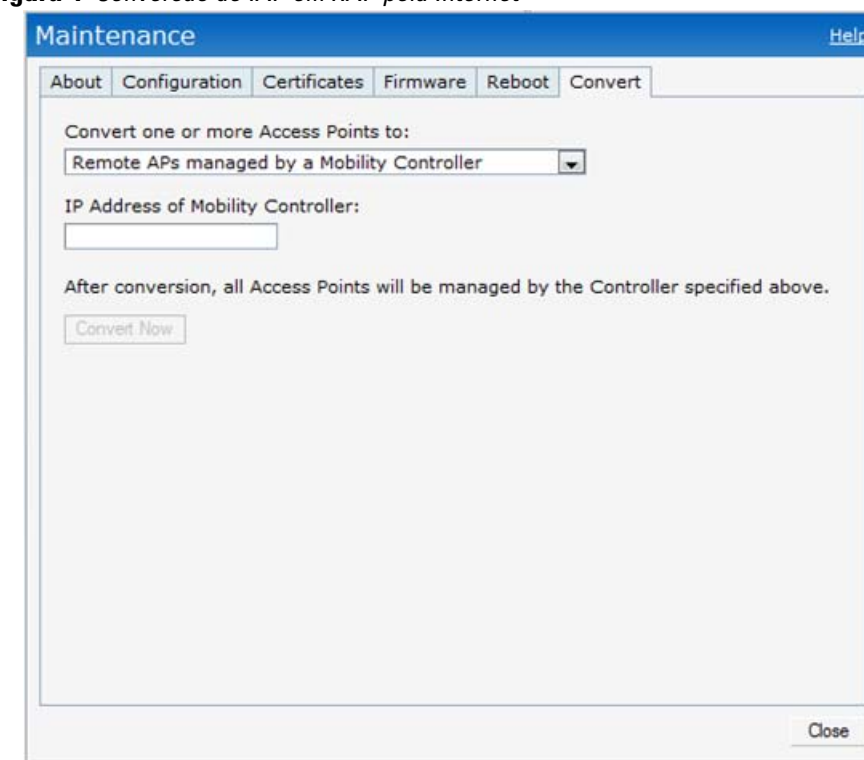 Maintenance Help
About Configuration Certificates Firmware Reboot Convert
Convert one or more Access Points to:
Remote APs managed by a Mobility Controller
IP Address of Mobility Controller:
After conversion, all Access Points will be managed by the Controller specified above.
Convert Now
Close